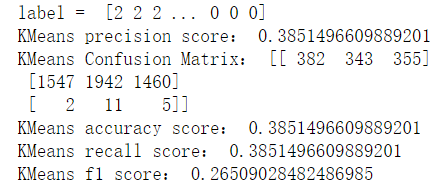 label =  [2 2 2 ... 0 0 0]
KMeans precision score:  0.3851496609889201
KMeans Confusion Matrix:  [[ 382  343  355]
 [1547 1942 1460]
 [   2   11    5]]
KMeans accuracy score:  0.3851496609889201
KMeans recall score:  0.3851496609889201
KMeans f1 score:  0.26509028482486985